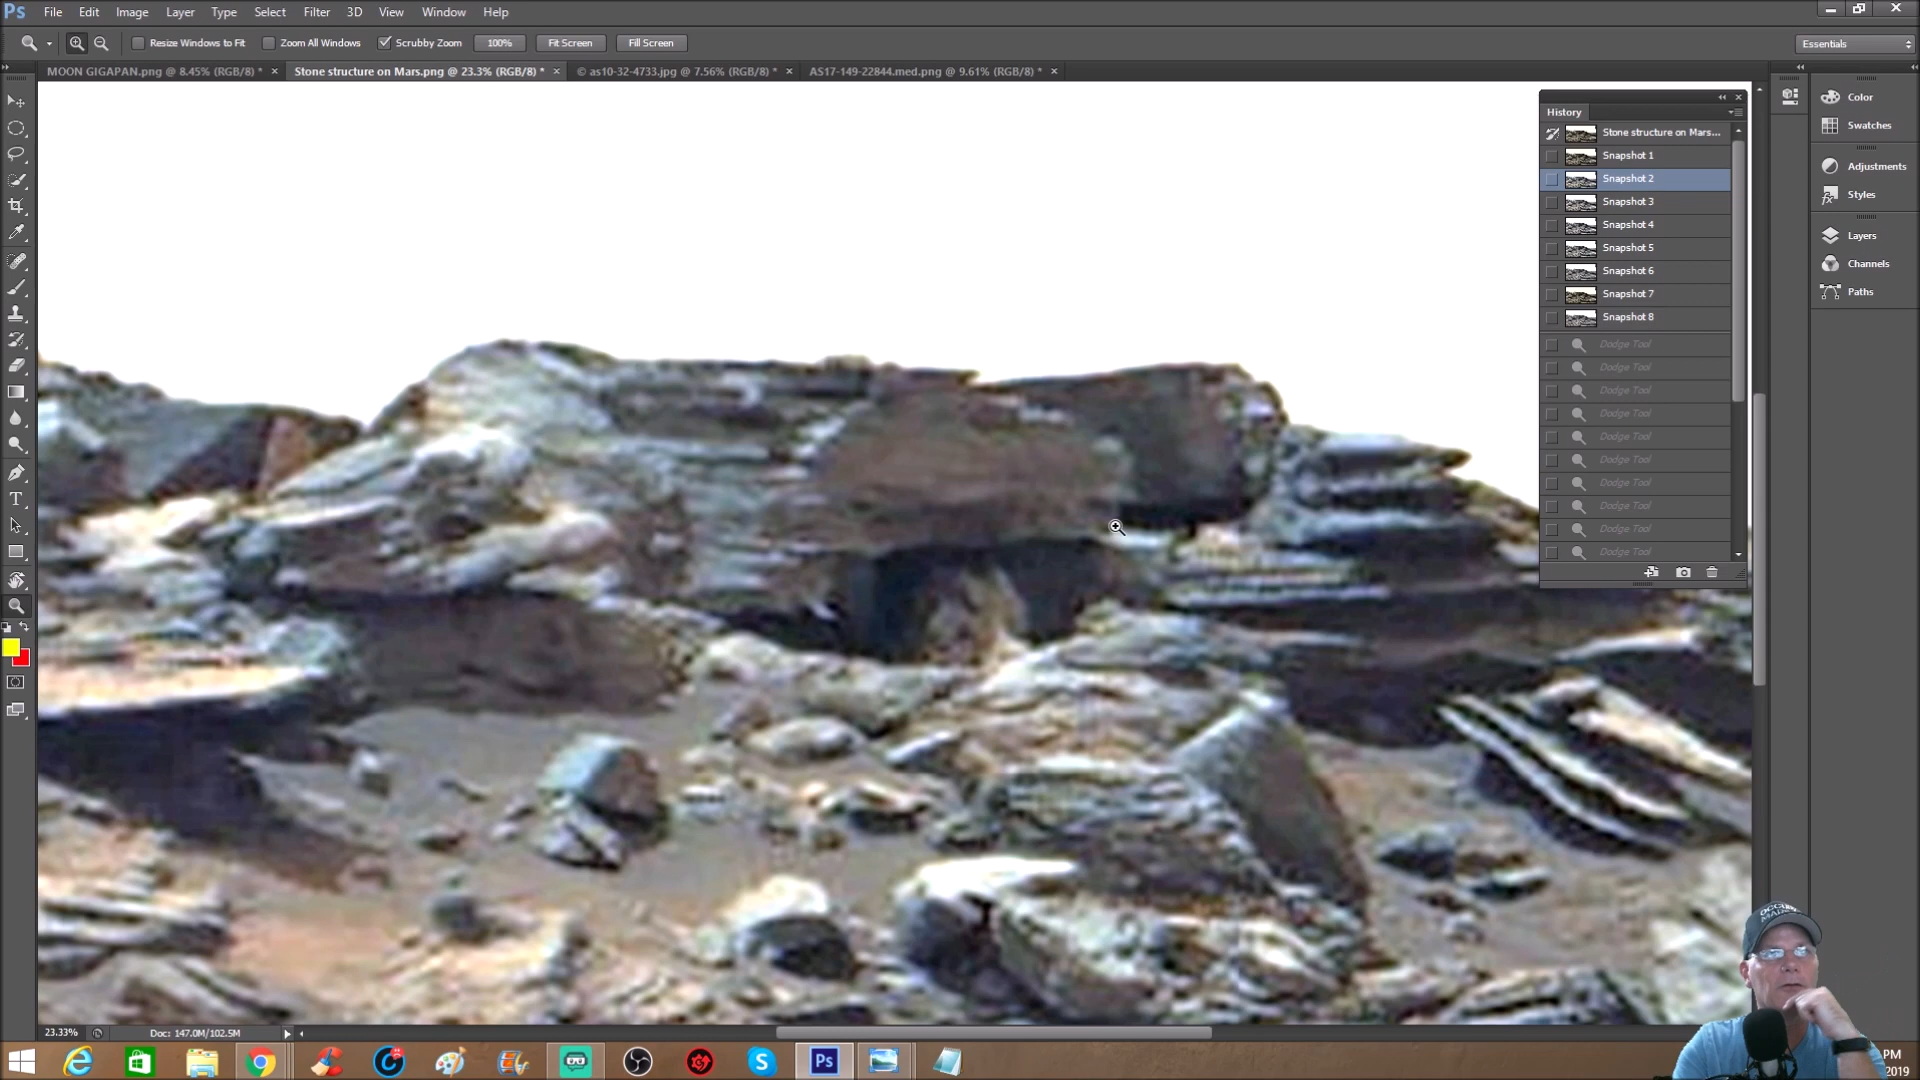 Ps File Edit Image Layer Type Select Filter 3D View Window Help
Resize Windows to Fit Zoom All Windows Scrubby Zoom 100% Fit Screen Fill Screen Essentials
MOON GIGAPAN.png @ 8.45% (RGB/8) * × Stone structure on Mars.png @ 23.3% (RGB/8) * × © as10-32-4733.jpg @ 7.56% (RGB/8) * × AS17-149-22844.med.png @ 9.61% (RGB/8) * ×
History
Stone structure on Mars...
Snapshot 1
Snapshot 2
Snapshot 3
Snapshot 4
Snapshot 5
Snapshot 6
Snapshot 7
Snapshot 8
Dodge Tool
Dodge Tool
Dodge Tool
Dodge Tool
Dodge Tool
Dodge Tool
Dodge Tool
Dodge Tool
Dodge Tool
Dodge Tool
Color
Swatches
Adjustments
Styles
Layers
Channels
Paths
23.33% Doc: 147.0M/102.5M
Ps
PM
2019